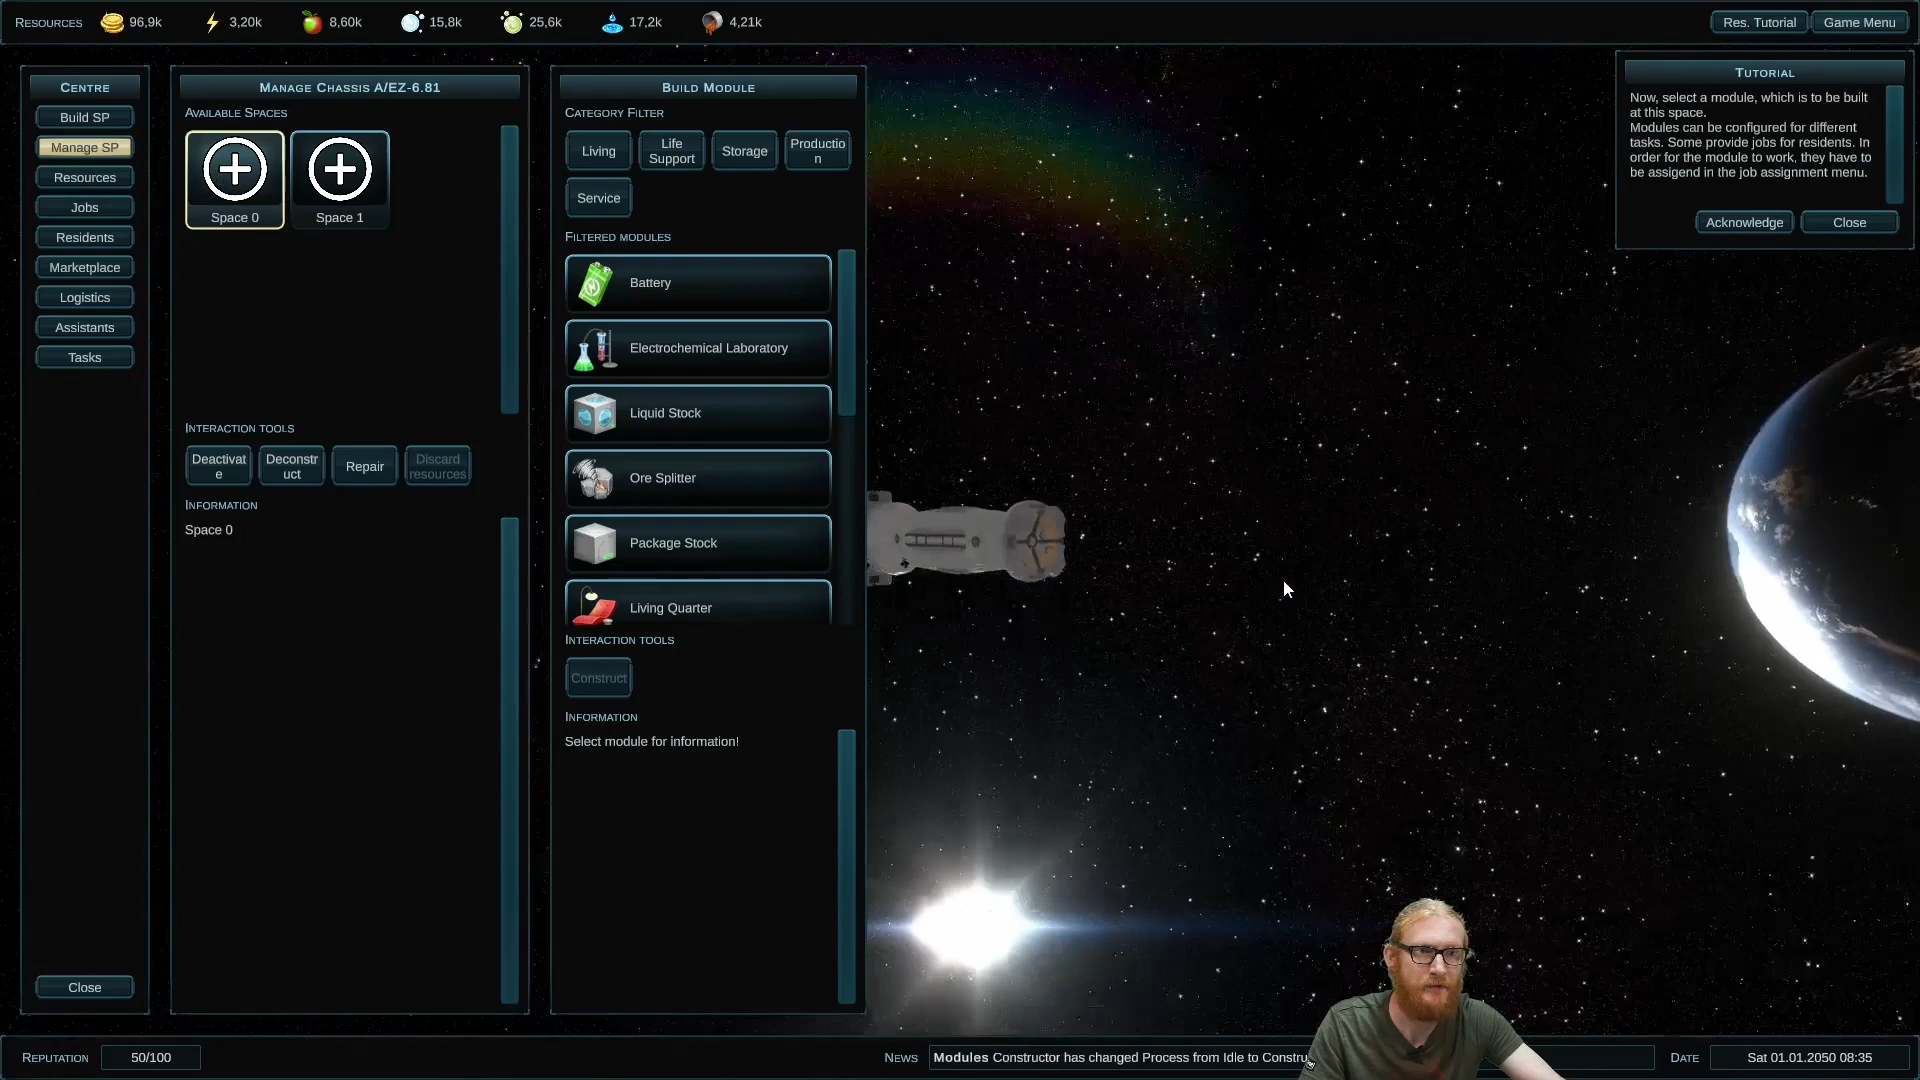 Resources 96,9k 3,20k 8,60k 15,8k 25,6k 17,2k 4,21k Res. Tutorial Game Menu
Centre
Build SP
Manage SP
Resources
Jobs
Residents
Marketplace
Logistics
Assistants
Tasks
Close
Manage Chassis A/EZ-6.81
Available Spaces
Space 0 Space 1
Interaction tools
Deactivat
e
Deconstr
uct
Repair
Discard
resources
Information
Space 0
Build Module
Category Filter
Living
Life
Support
Storage
Productio
n
Service
Filtered modules
Battery
Electrochemical Laboratory
Liquid Stock
Ore Splitter
Package Stock
Living Quarter
Interaction tools
Construct
Information
Select module for information!
Tutorial
Now, select a module, which is to be built
at this space.
Modules can be configured for different
tasks. Some provide jobs for residents. In
order for the module to work, they have to
be assigend in the job assignment menu.
Acknowledge Close
Reputation 50/100 News Modules Constructor has changed Process from Idle to Constru Date Sat 01.01.2050 08:35